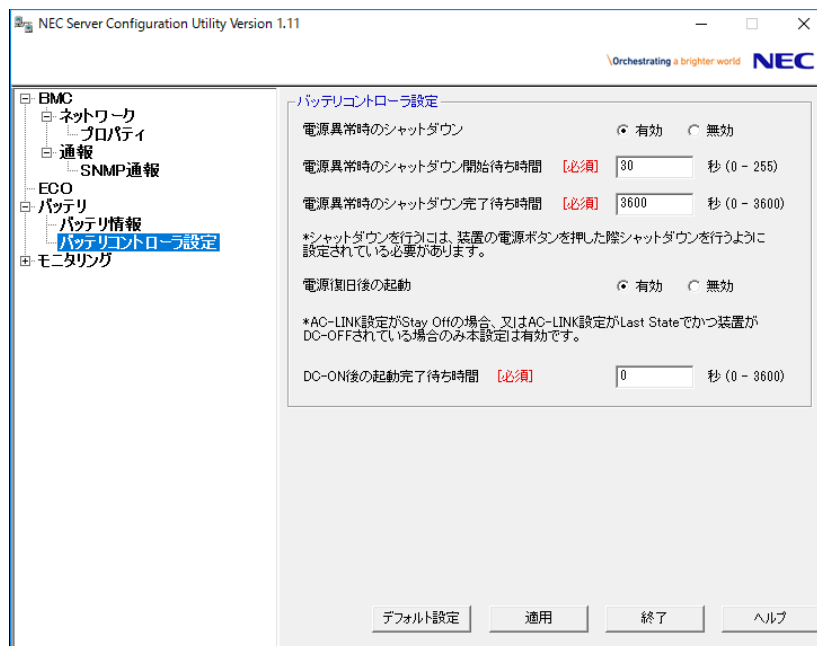 NEC Server Configuration Utility Version 1.11
\Orchestrating a brighter world NEC
BMC
ネットワーク
プロパティ
通報
SNMP通報
ECO
バッテリ
バッテリ情報
バッテリコントローラ設定
モニタリング
バッテリコントローラ設定
電源異常時のシャットダウン 有効 無効
電源異常時のシャットダウン開始待ち時間 [必須] 30 秒 (0 - 255)
電源異常時のシャットダウン完了待ち時間 [必須] 3600 秒 (0 - 3600)
*シャットダウンを行うには、装置の電源ボタンを押した際シャットダウンを行うように
設定されている必要があります。
電源復旧後の起動 有効 無効
*AC-LINK設定がStay Offの場合、又はAC-LINK設定がLast Stateでかつ装置が
DC-OFFされている場合のみ本設定は有効です。
DC-ON後の起動完了待ち時間 [必須] 0 秒 (0 - 3600)
デフォルト設定 適用 終了 ヘルプ